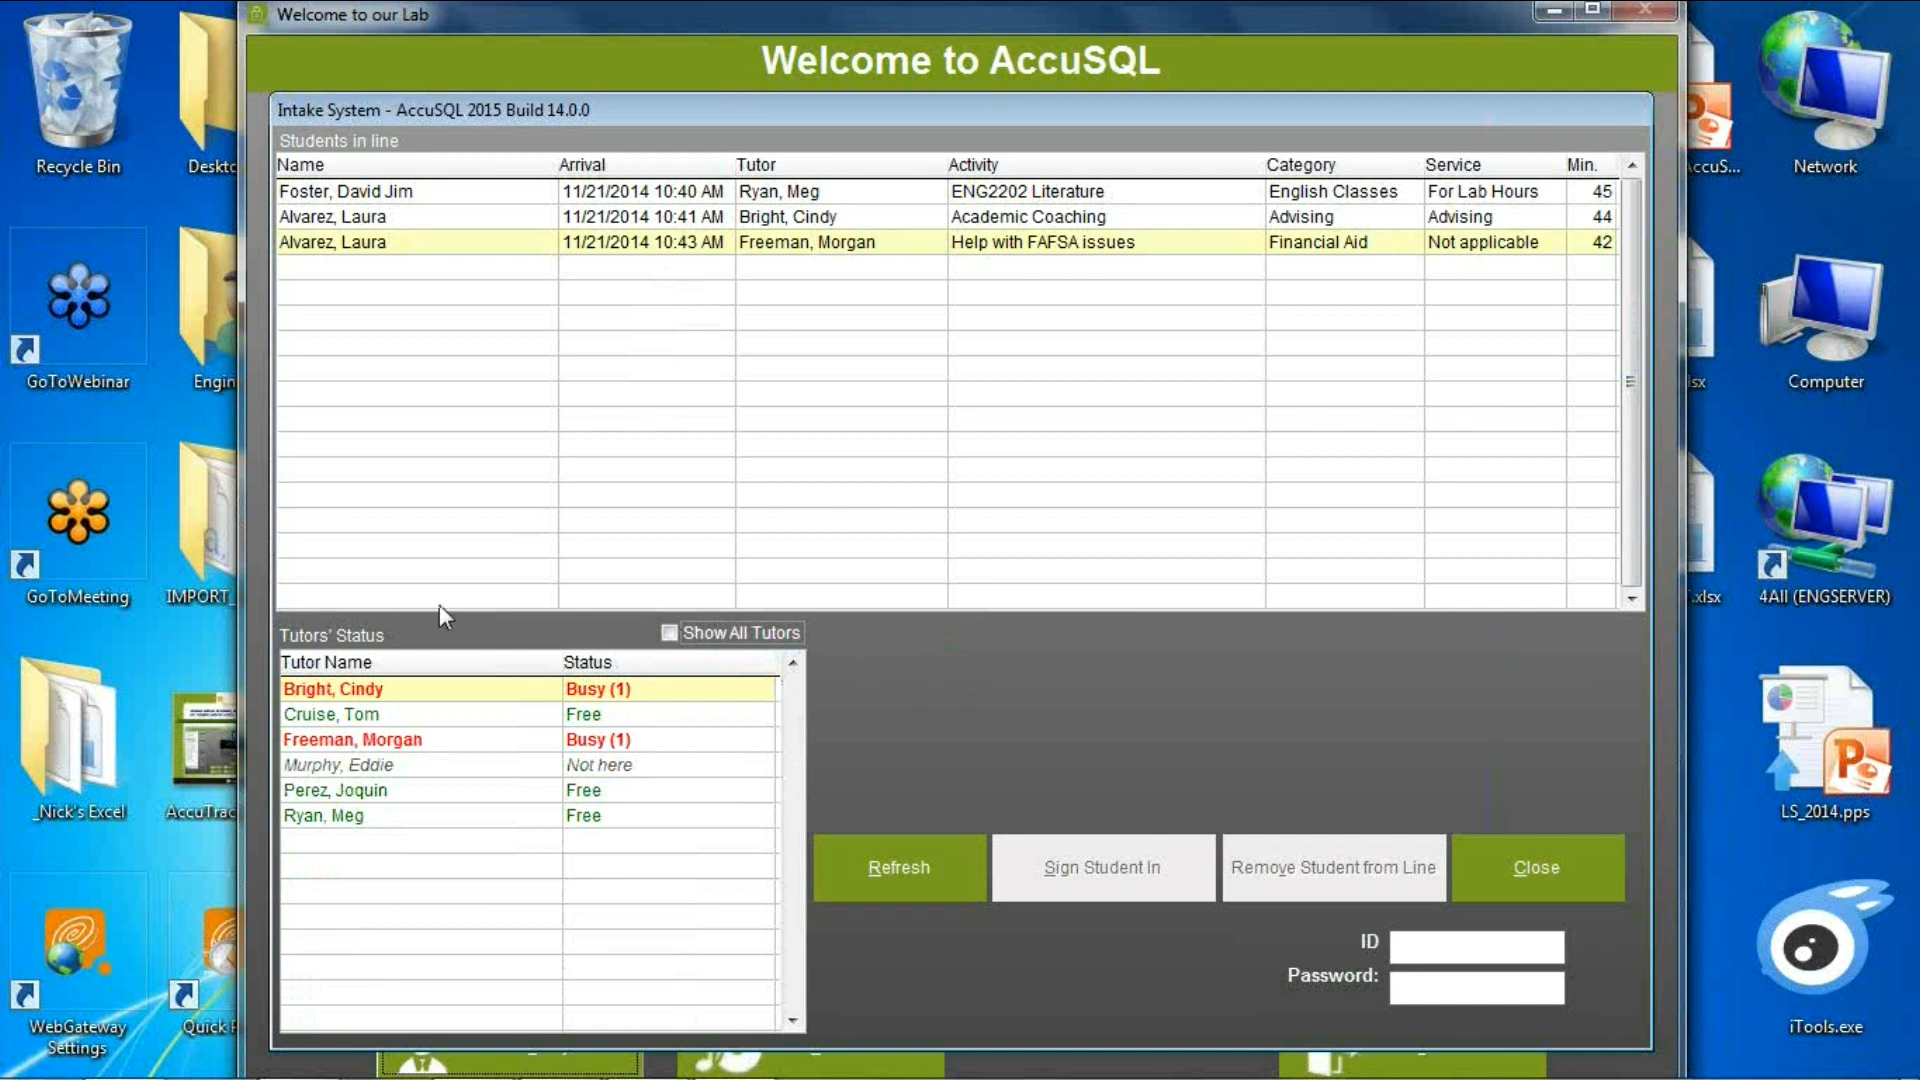 Welcome to our Lab
Welcome to AccuSQL
Intake System - AccuSQL 2015 Build 14.0.0
Students in line
Name Arrival Tutor Activity Category Service Min.
Foster, David Jim 11/21/2014 10:40 AM Ryan, Meg ENG2202 Literature English Classes For Lab Hours 45
Alvarez, Laura 11/21/2014 10:41 AM Bright, Cindy Academic Coaching Advising Advising 44
Alvarez, Laura 11/21/2014 10:43 AM Freeman, Morgan Help with FAFSA issues Financial Aid Not applicable 42
Tutors' Status Show All Tutors
Tutor Name Status
Bright, Cindy Busy (1)
Cruise, Tom Free
Freeman, Morgan Busy (1)
Murphy, Eddie Not here
Perez, Joquin Free
Ryan, Meg Free
Refresh Sign Student In Remove Student from Line Close
ID
Password:
Recycle Bin
Deskto
GoToWebinar
Engin
GoToMeeting
IMPORT_
_Nick's Excel
AccuTrac
WebGateway
Settings
Quick
AccuS...
Network
lsx
Computer
.xlsx
4All (ENGSERVER)
LS_2014.pps
iTools.exe